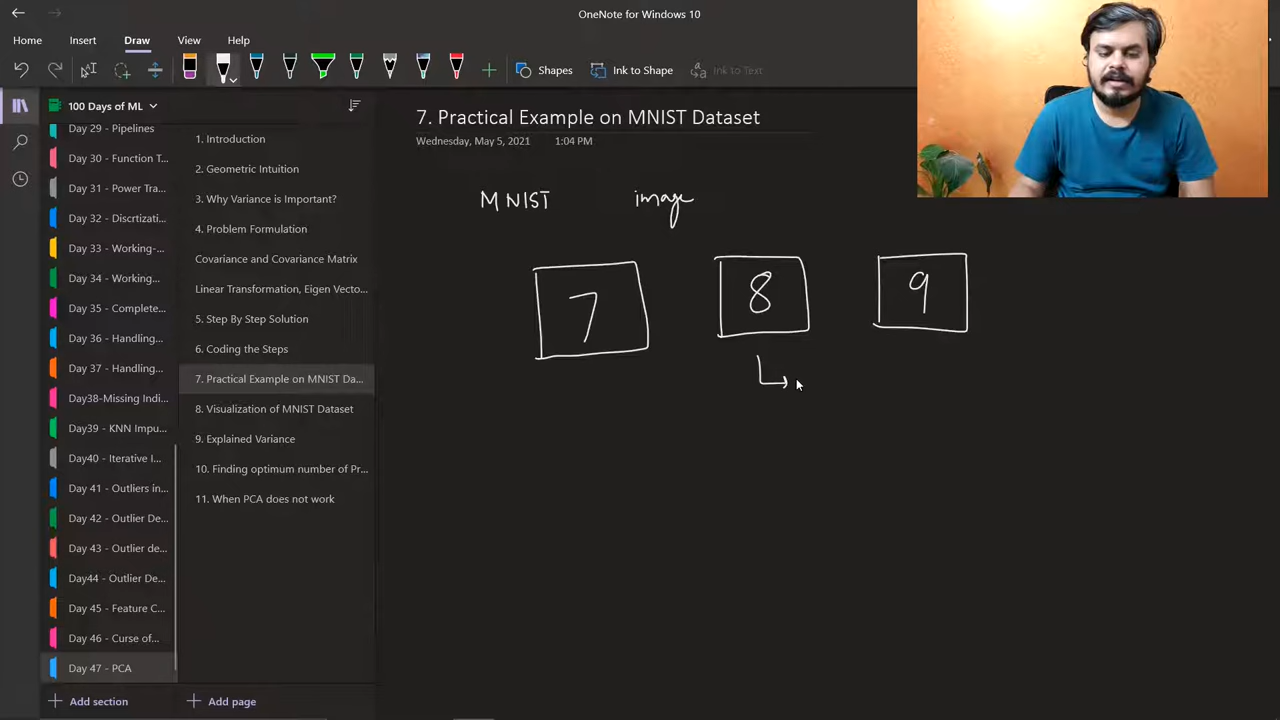 OneNote for Windows 10
Home Insert Draw View Help
Shapes Ink to Shape Ink to Text
100 Days of ML
Day 29 - Pipelines
Day 30 - Function T...
Day 31 - Power Tra...
Day 32 - Discrtizati...
Day 33 - Working-...
Day 34 - Working...
Day 35 - Complete...
Day 36 - Handling...
Day 37 - Handling...
Day38-Missing Indi...
Day39 - KNN Impu...
Day40 - Iterative I...
Day 41 - Outliers in...
Day 42 - Outlier De...
Day 43 - Outlier de...
Day44 - Outlier De...
Day 45 - Feature C...
Day 46 - Curse of...
Day 47 - PCA
Add section
1. Introduction
2. Geometric Intuition
3. Why Variance is Important?
4. Problem Formulation
Covariance and Covariance Matrix
Linear Transformation, Eigen Vecto...
5. Step By Step Solution
6. Coding the Steps
7. Practical Example on MNIST Da...
8. Visualization of MNIST Dataset
9. Explained Variance
10. Finding optimum number of Pr...
11. When PCA does not work
Add page
7. Practical Example on MNIST Dataset
Wednesday, May 5, 2021 1:04 PM
MNIST image
7 8 9